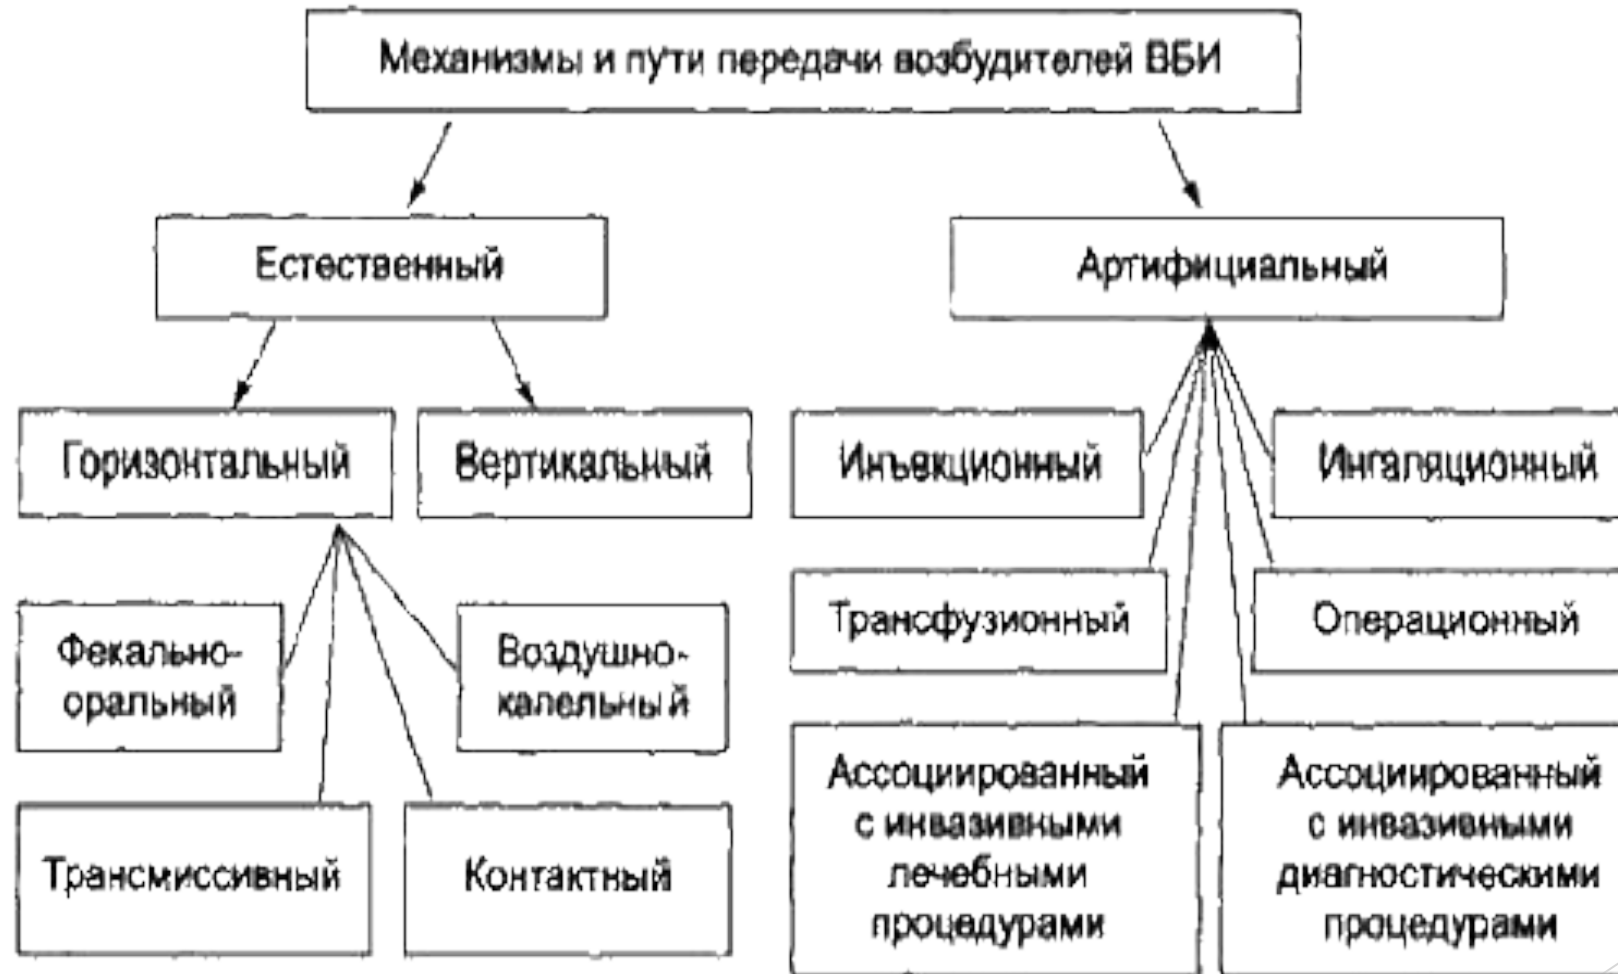 Механизмы и пути передачи возбудителей ВБИ
Естественный
Артифициальный
Горизонтальный
Вертикальный
Инъекционный
Ингаляционный
Фекально-
оральный
Воздушно-
капельный
Трансфузионный
Операционный
Трансмиссивный
Контактный
Ассоциированный
с инвазивными
лечебными
процедурами
Ассоциированный
с инвазивными
диагностическими
процедурами